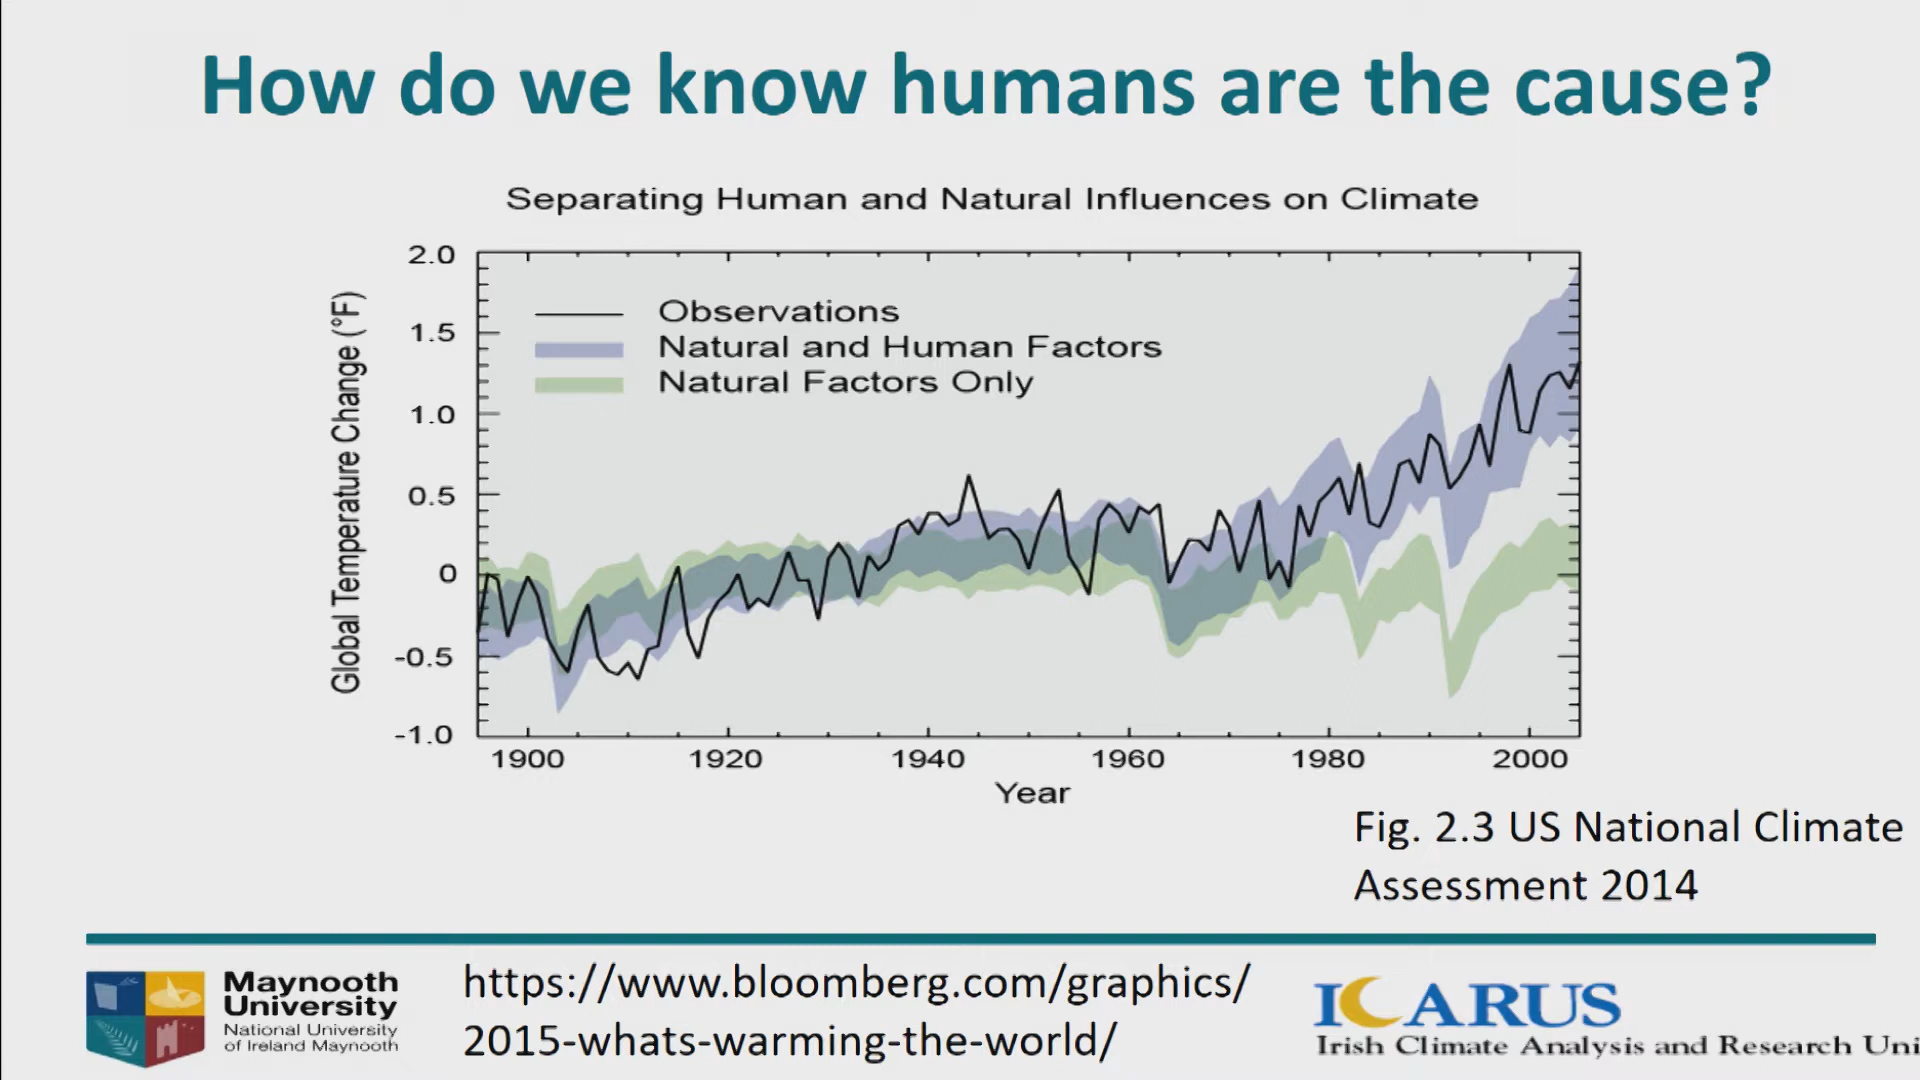 How do we know humans are the cause?
Separating Human and Natural Influences on Climate
Global Temperature Change (°F)
2.0
1.5
1.0
0.5
0
-0.5
-1.0
Observations
Natural and Human Factors
Natural Factors Only
1900 1920 1940 1960 1980 2000
Year
Fig. 2.3 US National Climate
Assessment 2014
Maynooth
University
National University
of Ireland Maynooth
https://www.bloomberg.com/graphics/
2015-whats-warming-the-world/
ICARUS
Irish Climate Analysis and Research Uni